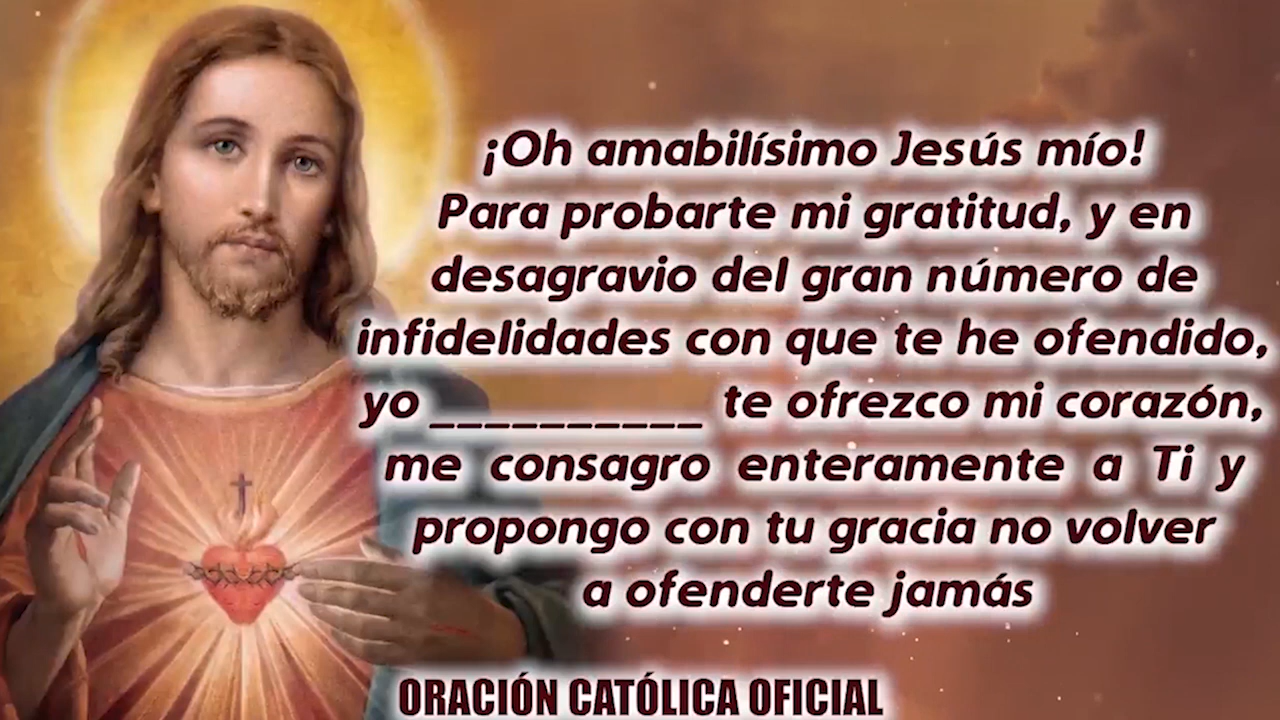 ¡Oh amabilísimo Jesús mío!
Para probarte mi gratitud, y en
desagravio del gran número de
infidelidades con que te he ofendido,
yo __________ te ofrezco mi corazón,
me consagro enteramente a Ti y
propongo con tu gracia no volver
a ofenderte jamás
ORACIÓN CATÓLICA OFICIAL